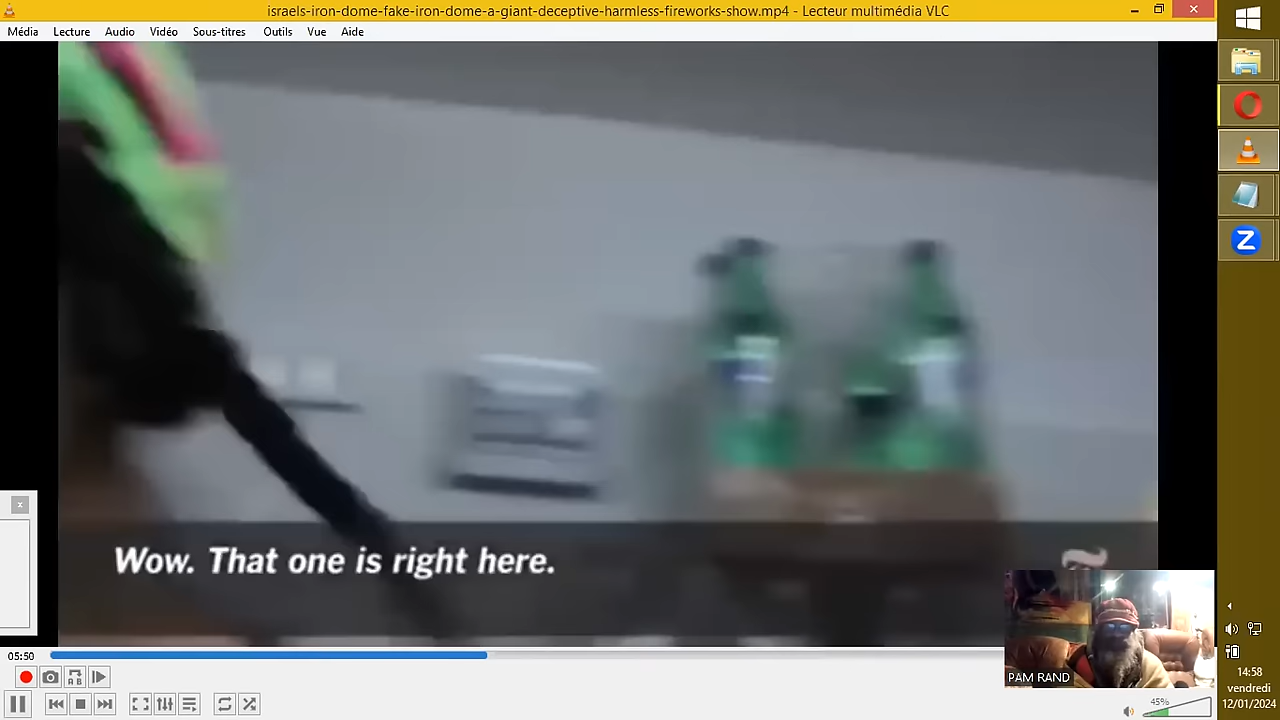 israels-iron-dome-fake-iron-dome-a-giant-deceptive-harmless-fireworks-show.mp4 - Lecteur multimédia VLC
Média Lecture Audio Vidéo Sous-titres Outils Vue Aide
Wow. That one is right here.
PAM RAND
05:50
A B
45%
14:58
vendredi
12/01/2024